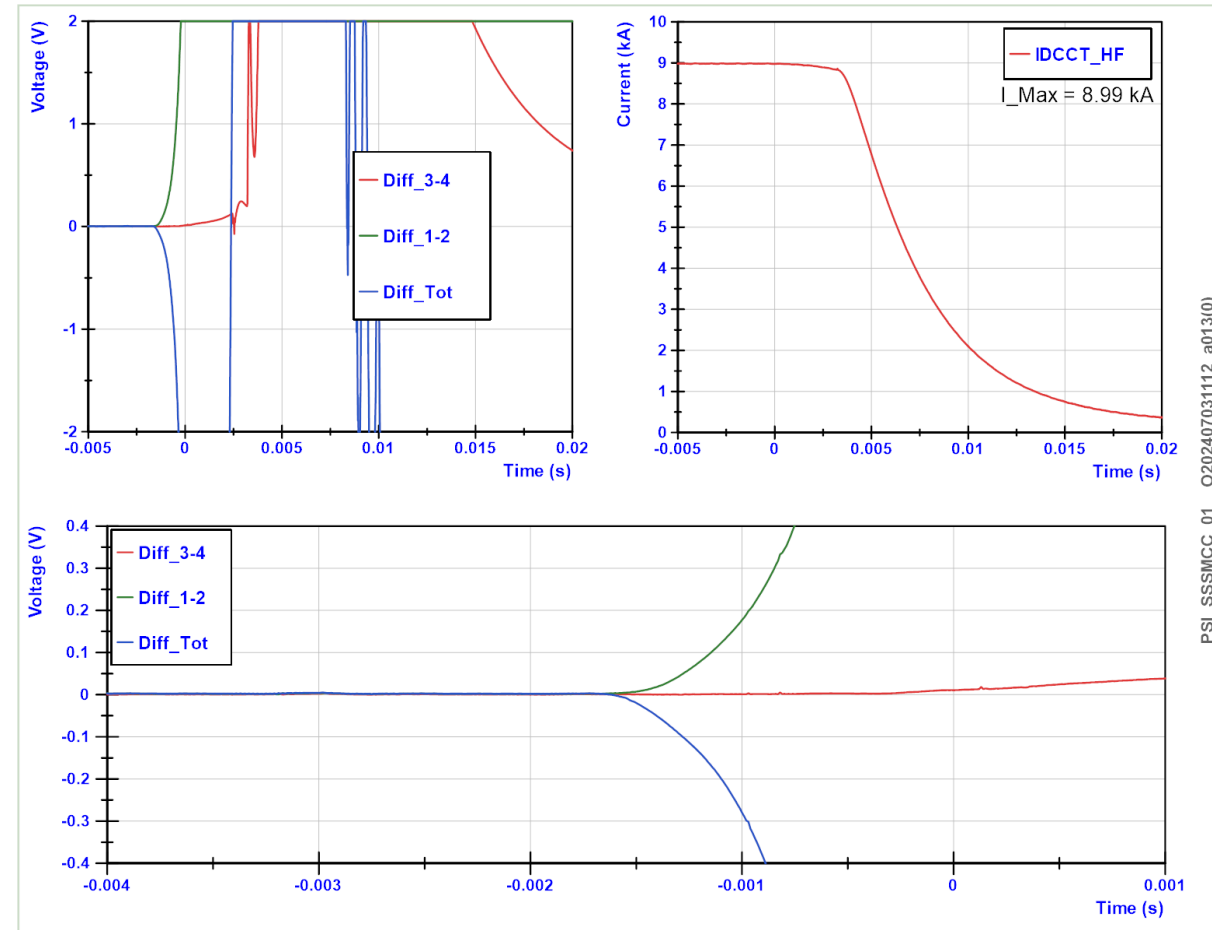 Voltage (V)
2
1
0
-1
-2
-0.005
0
0.005
0.01
0.015
0.02
Time (s)
Diff_3-4
Diff_1-2
Diff_Tot
Current (kA)
10
9
8
7
6
5
4
3
2
1
0
-0.005
0
0.005
0.01
0.015
0.02
Time (s)
IDCCT_HF
I_Max = 8.99 kA
Voltage (V)
0.4
0.3
0.2
0.1
0
-0.1
-0.2
-0.3
-0.4
-0.004
-0.003
-0.002
-0.001
0
0.001
Time (s)
Diff_3-4
Diff_1-2
Diff_Tot
PSI_SSSMCC_01 O202407031112_a013(0)